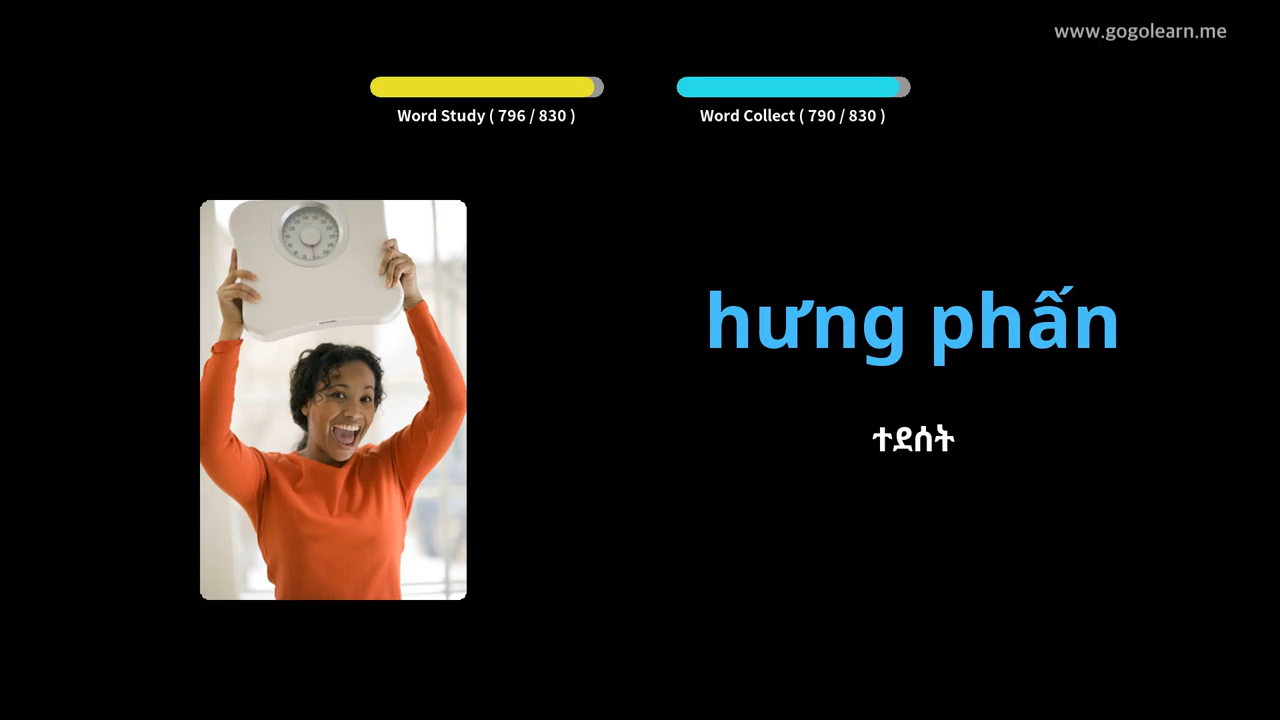 www.gogolearn.me
Word Study ( 796 / 830 )
Word Collect ( 790 / 830 )
hưng phấn
ተደሰት